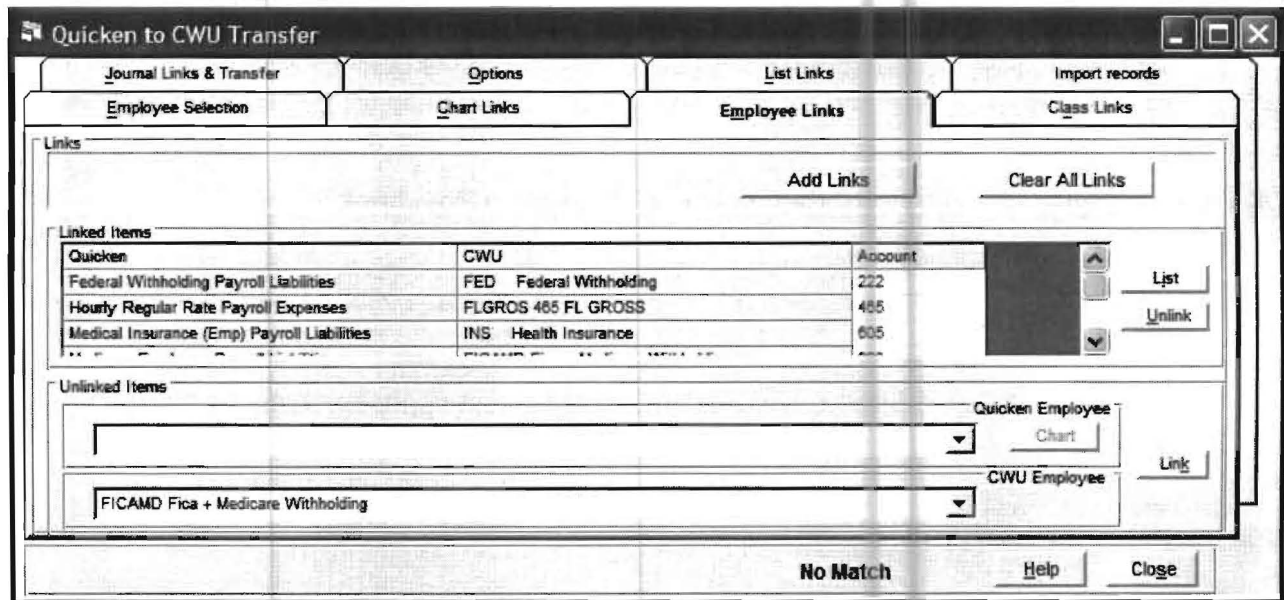 Quicken to CWU Transfer
Journal Links & Transfer Options List Links Import records
Employee Selection Chart Links Employee Links Class Links
Links
Add Links Clear All Links
Linked Items
Quicken CWU Account
Federal Withholding Payroll Liabilities FED Federal Withholding 222
List
Hourly Regular Rate Payroll Expenses FLGROS 465 FL GROSS 465
Unlink
Medical Insurance (Emp) Payroll Liabilities INS Health Insurance 605
Unlinked Items
Quicken Employee
Chart
Link
CWU Employee
FICAMD Fica + Medicare Withholding
No Match Help Close